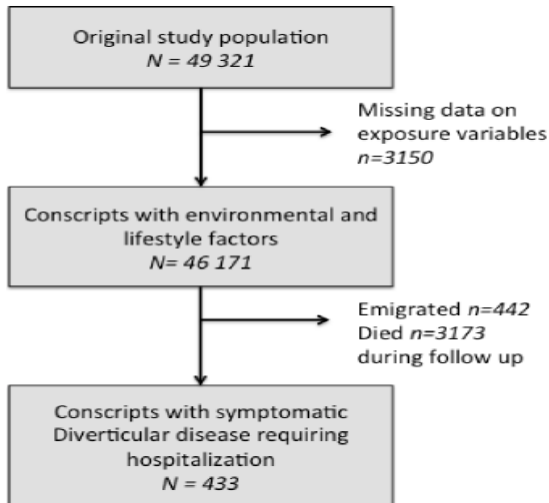 Original study population
N = 49 321
Missing data on
exposure variables
n=3150
Conscripts with environmental and
lifestyle factors
N= 46 171
Emigrated n=442
Died n=3173
during follow up
Conscripts with symptomatic
Diverticular disease requiring
hospitalization
N = 433